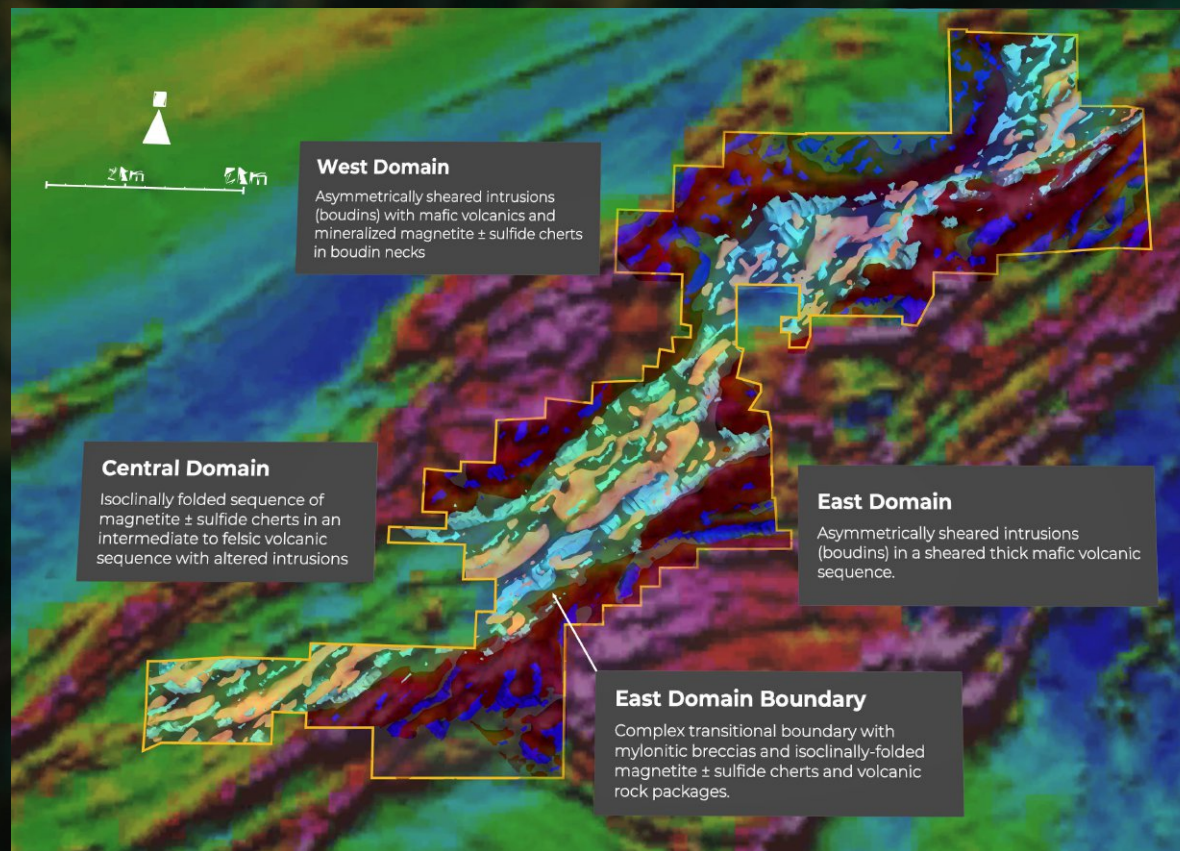 West Domain
Asymmetrically sheared intrusions
(boudins) with mafic volcanics and
mineralized magnetite ± sulfide cherts
in boudin necks
Central Domain
Isoclinally folded sequence of
magnetite ± sulfide cherts in an
intermediate to felsic volcanic
sequence with altered intrusions
East Domain
Asymmetrically sheared intrusions
(boudins) in a sheared thick mafic volcanic
sequence.
East Domain Boundary
Complex transitional boundary with
mylonitic breccias and isoclinally-folded
magnetite ± sulfide cherts and volcanic
rock packages.